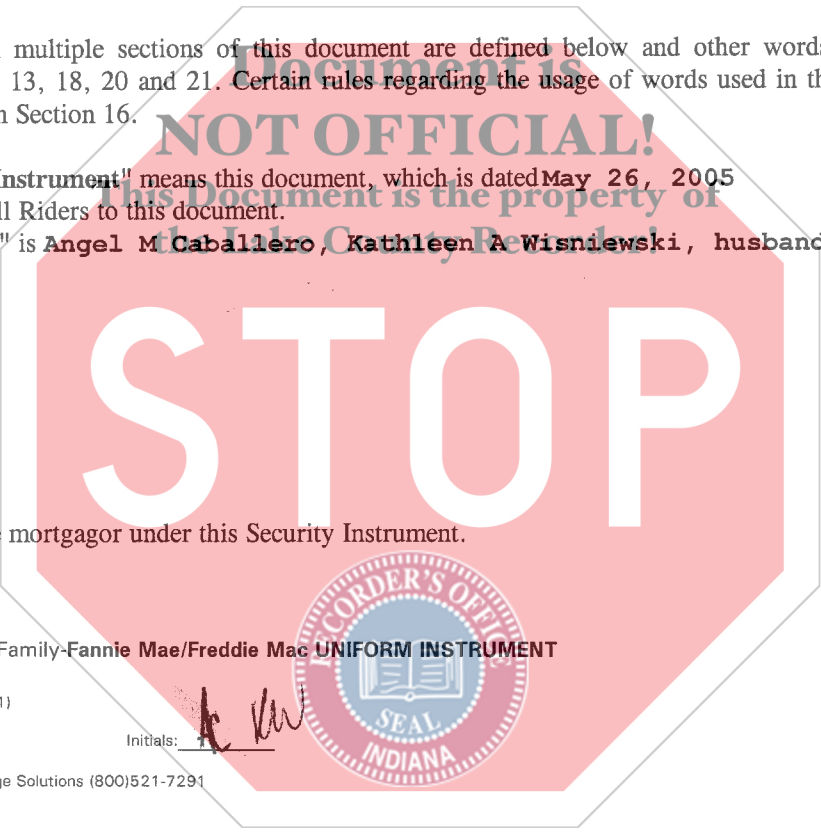 multiple sections of this document are defined below and other words
13, 18, 20 and 21. Certain rules regarding the usage of words used in th
n Section 16.
Document is
NOT OFFICIAL!
This Document is the property of
the Lake County Recorder!
Instrument" means this document, which is dated May 26, 2005
ll Riders to this document.
" is Angel M Caballero, Kathleen A Wisniewski, husband
STOP
mortgagor under this Security Instrument.
RECORDER'S OFFICE
SEAL
INDIANA
Family-Fannie Mae/Freddie Mac UNIFORM INSTRUMENT
1)
Initials: AC KW
ge Solutions (800)521-7291